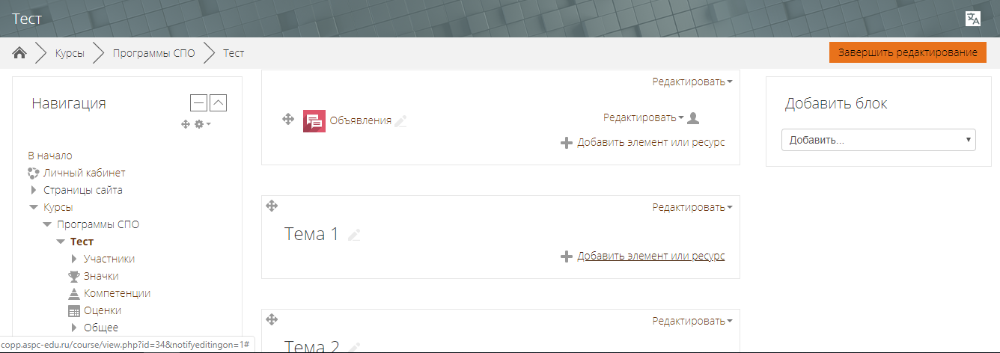 Тест
Курсы Программы СПО Тест
Завершить редактирование
Навигация
В начало
Личный кабинет
Страницы сайта
Курсы
Программы СПО
Тест
Участники
Значки
Компетенции
Оценки
Общее
copp.aspc-edu.ru/course/view.php?id=34&notifyeditingon=1#
Редактировать
Объявления
Редактировать
Добавить элемент или ресурс
Редактировать
Тема 1
Добавить элемент или ресурс
Редактировать
Тема 2
Добавить блок
Добавить...